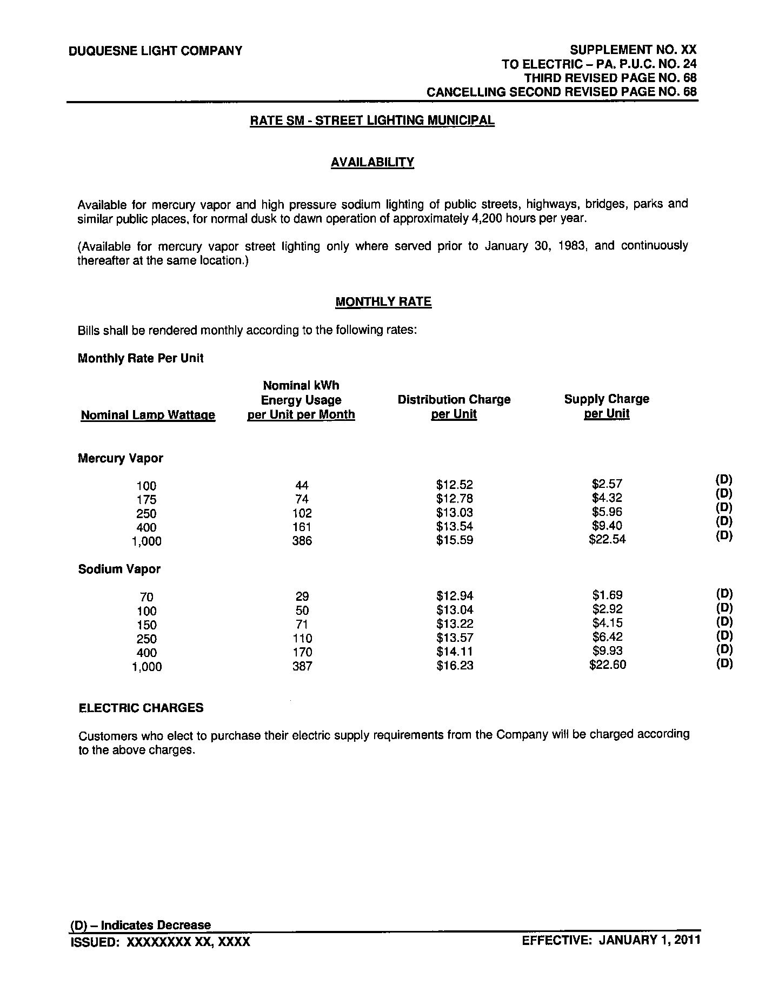 DUQUESNE LIGHT COMPANY
SUPPLEMENT NO. XX
TO ELECTRIC – PA. P.U.C. NO. 24
THIRD REVISED PAGE NO. 68
CANCELLING SECOND REVISED PAGE NO. 68
RATE SM - STREET LIGHTING MUNICIPAL
AVAILABILITY
Available for mercury vapor and high pressure sodium lighting of public streets, highways, bridges, parks and
similar public places, for normal dusk to dawn operation of approximately 4,200 hours per year.
(Available for mercury vapor street lighting only where served prior to January 30, 1983, and continuously
thereafter at the same location.)
MONTHLY RATE
Bills shall be rendered monthly according to the following rates:
Monthly Rate Per Unit
Nominal kWh
Energy Usage Distribution Charge Supply Charge
Nominal Lamp Wattage per Unit per Month per Unit per Unit
Mercury Vapor
100 44 $12.52 $2.57 (D)
175 74 $12.78 $4.32 (D)
250 102 $13.03 $5.96 (D)
400 161 $13.54 $9.40 (D)
1,000 386 $15.59 $22.54 (D)
Sodium Vapor
70 29 $12.94 $1.69 (D)
100 50 $13.04 $2.92 (D)
150 71 $13.22 $4.15 (D)
250 110 $13.57 $6.42 (D)
400 170 $14.11 $9.93 (D)
1,000 387 $16.23 $22.60 (D)
ELECTRIC CHARGES
Customers who elect to purchase their electric supply requirements from the Company will be charged according
to the above charges.
(D) – Indicates Decrease
ISSUED: XXXXXXXX XX, XXXX EFFECTIVE: JANUARY 1, 2011